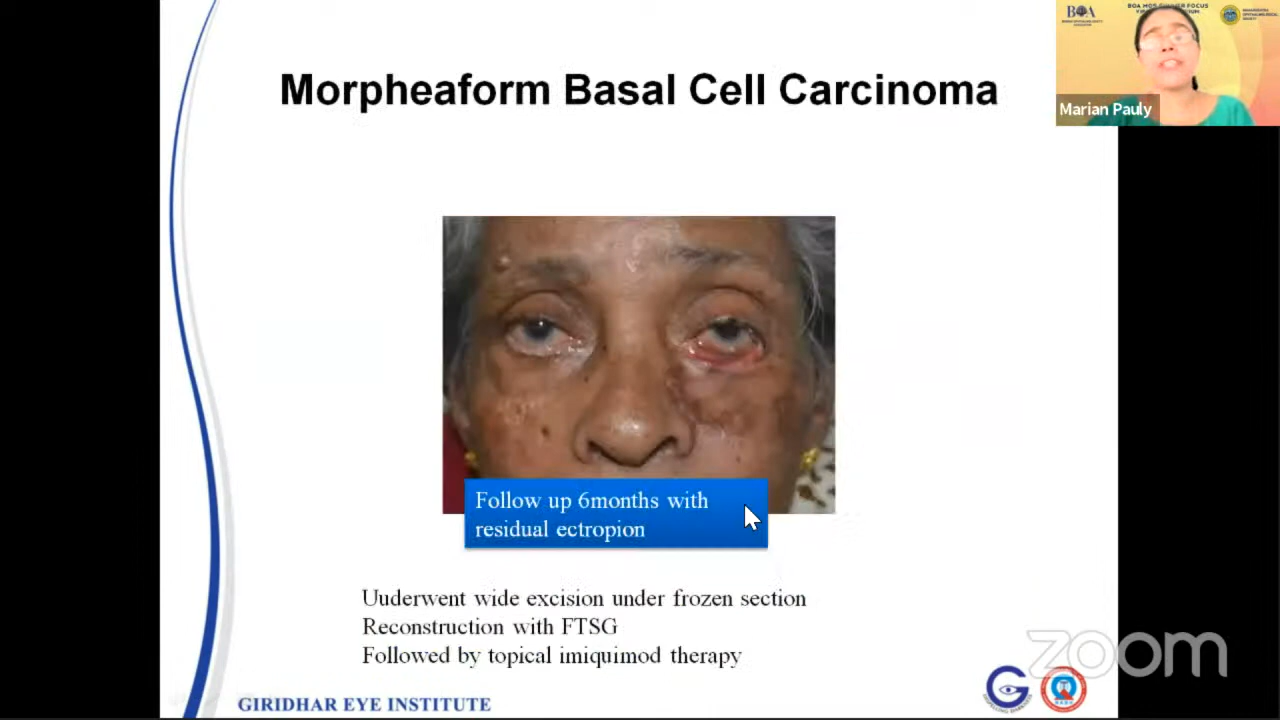 BOA
Marian Pauly
Morpheaform Basal Cell Carcinoma
Follow up 6months with
residual ectropion
Uuderwent wide excision under frozen section
Reconstruction with FTSG
Followed by topical imiquimod therapy
zoom
GIRIDHAR EYE INSTITUTE